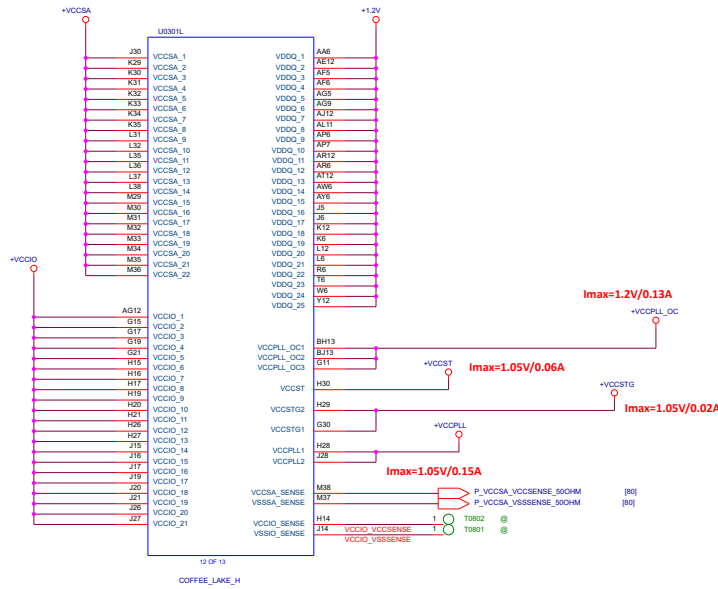 +VCCSA
+1.2V
U0301L
J30 VCCSA_1 VDDQ_1 AA6
K29 VCCSA_2 VDDQ_2 AE12
K30 VCCSA_3 VDDQ_3 AF5
K31 VCCSA_4 VDDQ_4 AF6
K32 VCCSA_5 VDDQ_5 AG5
K33 VCCSA_6 VDDQ_6 AG9
K34 VCCSA_7 VDDQ_7 AJ12
K35 VCCSA_8 VDDQ_8 AL11
L31 VCCSA_9 VDDQ_9 AP6
L32 VCCSA_10 VDDQ_10 AP7
L35 VCCSA_11 VDDQ_11 AR12
L36 VCCSA_12 VDDQ_12 AR6
L37 VCCSA_13 VDDQ_13 AT12
L38 VCCSA_14 VDDQ_14 AW6
M29 VCCSA_15 VDDQ_15 AY6
M30 VCCSA_16 VDDQ_16 J5
M31 VCCSA_17 VDDQ_17 J6
M32 VCCSA_18 VDDQ_18 K12
M33 VCCSA_19 VDDQ_19 K6
M34 VCCSA_20 VDDQ_20 L12
M35 VCCSA_21 VDDQ_21 L6
M36 VCCSA_22 VDDQ_22 R6
VDDQ_23 T6
VDDQ_24 W6
VDDQ_25 Y12
+VCCIO
AG12 VCCIO_1
G15 VCCIO_2
G17 VCCIO_3
G19 VCCIO_4
G21 VCCIO_5
H15 VCCIO_6
H16 VCCIO_7
H17 VCCIO_8
H19 VCCIO_9
H20 VCCIO_10
H21 VCCIO_11
H26 VCCIO_12
H27 VCCIO_13
J15 VCCIO_14
J16 VCCIO_15
J17 VCCIO_16
J19 VCCIO_17
J20 VCCIO_18
J21 VCCIO_19
J26 VCCIO_20
J27 VCCIO_21
Imax=1.2V/0.13A
+VCCPLL_OC
VCCPLL_OC1 BH13
VCCPLL_OC2 BJ13
VCCPLL_OC3 G11
+VCCST
Imax=1.05V/0.06A
VCCST H30
+VCCSTG
Imax=1.05V/0.02A
VCCSTG2 H29
VCCSTG1 G30
+VCCPLL
VCCPLL1 H28
VCCPLL2 J28
Imax=1.05V/0.15A
VCCSA_SENSE M38 P_VCCSA_VCCSENSE_50OHM [80]
VSSSA_SENSE M37 P_VCCSA_VSSSENSE_50OHM [80]
VCCIO_SENSE H14 VCCIO_VCCSENSE 1 T0802 @
VSSIO_SENSE J14 VCCIO_VSSSENSE 1 T0801 @
12 OF 13
COFFEE_LAKE_H